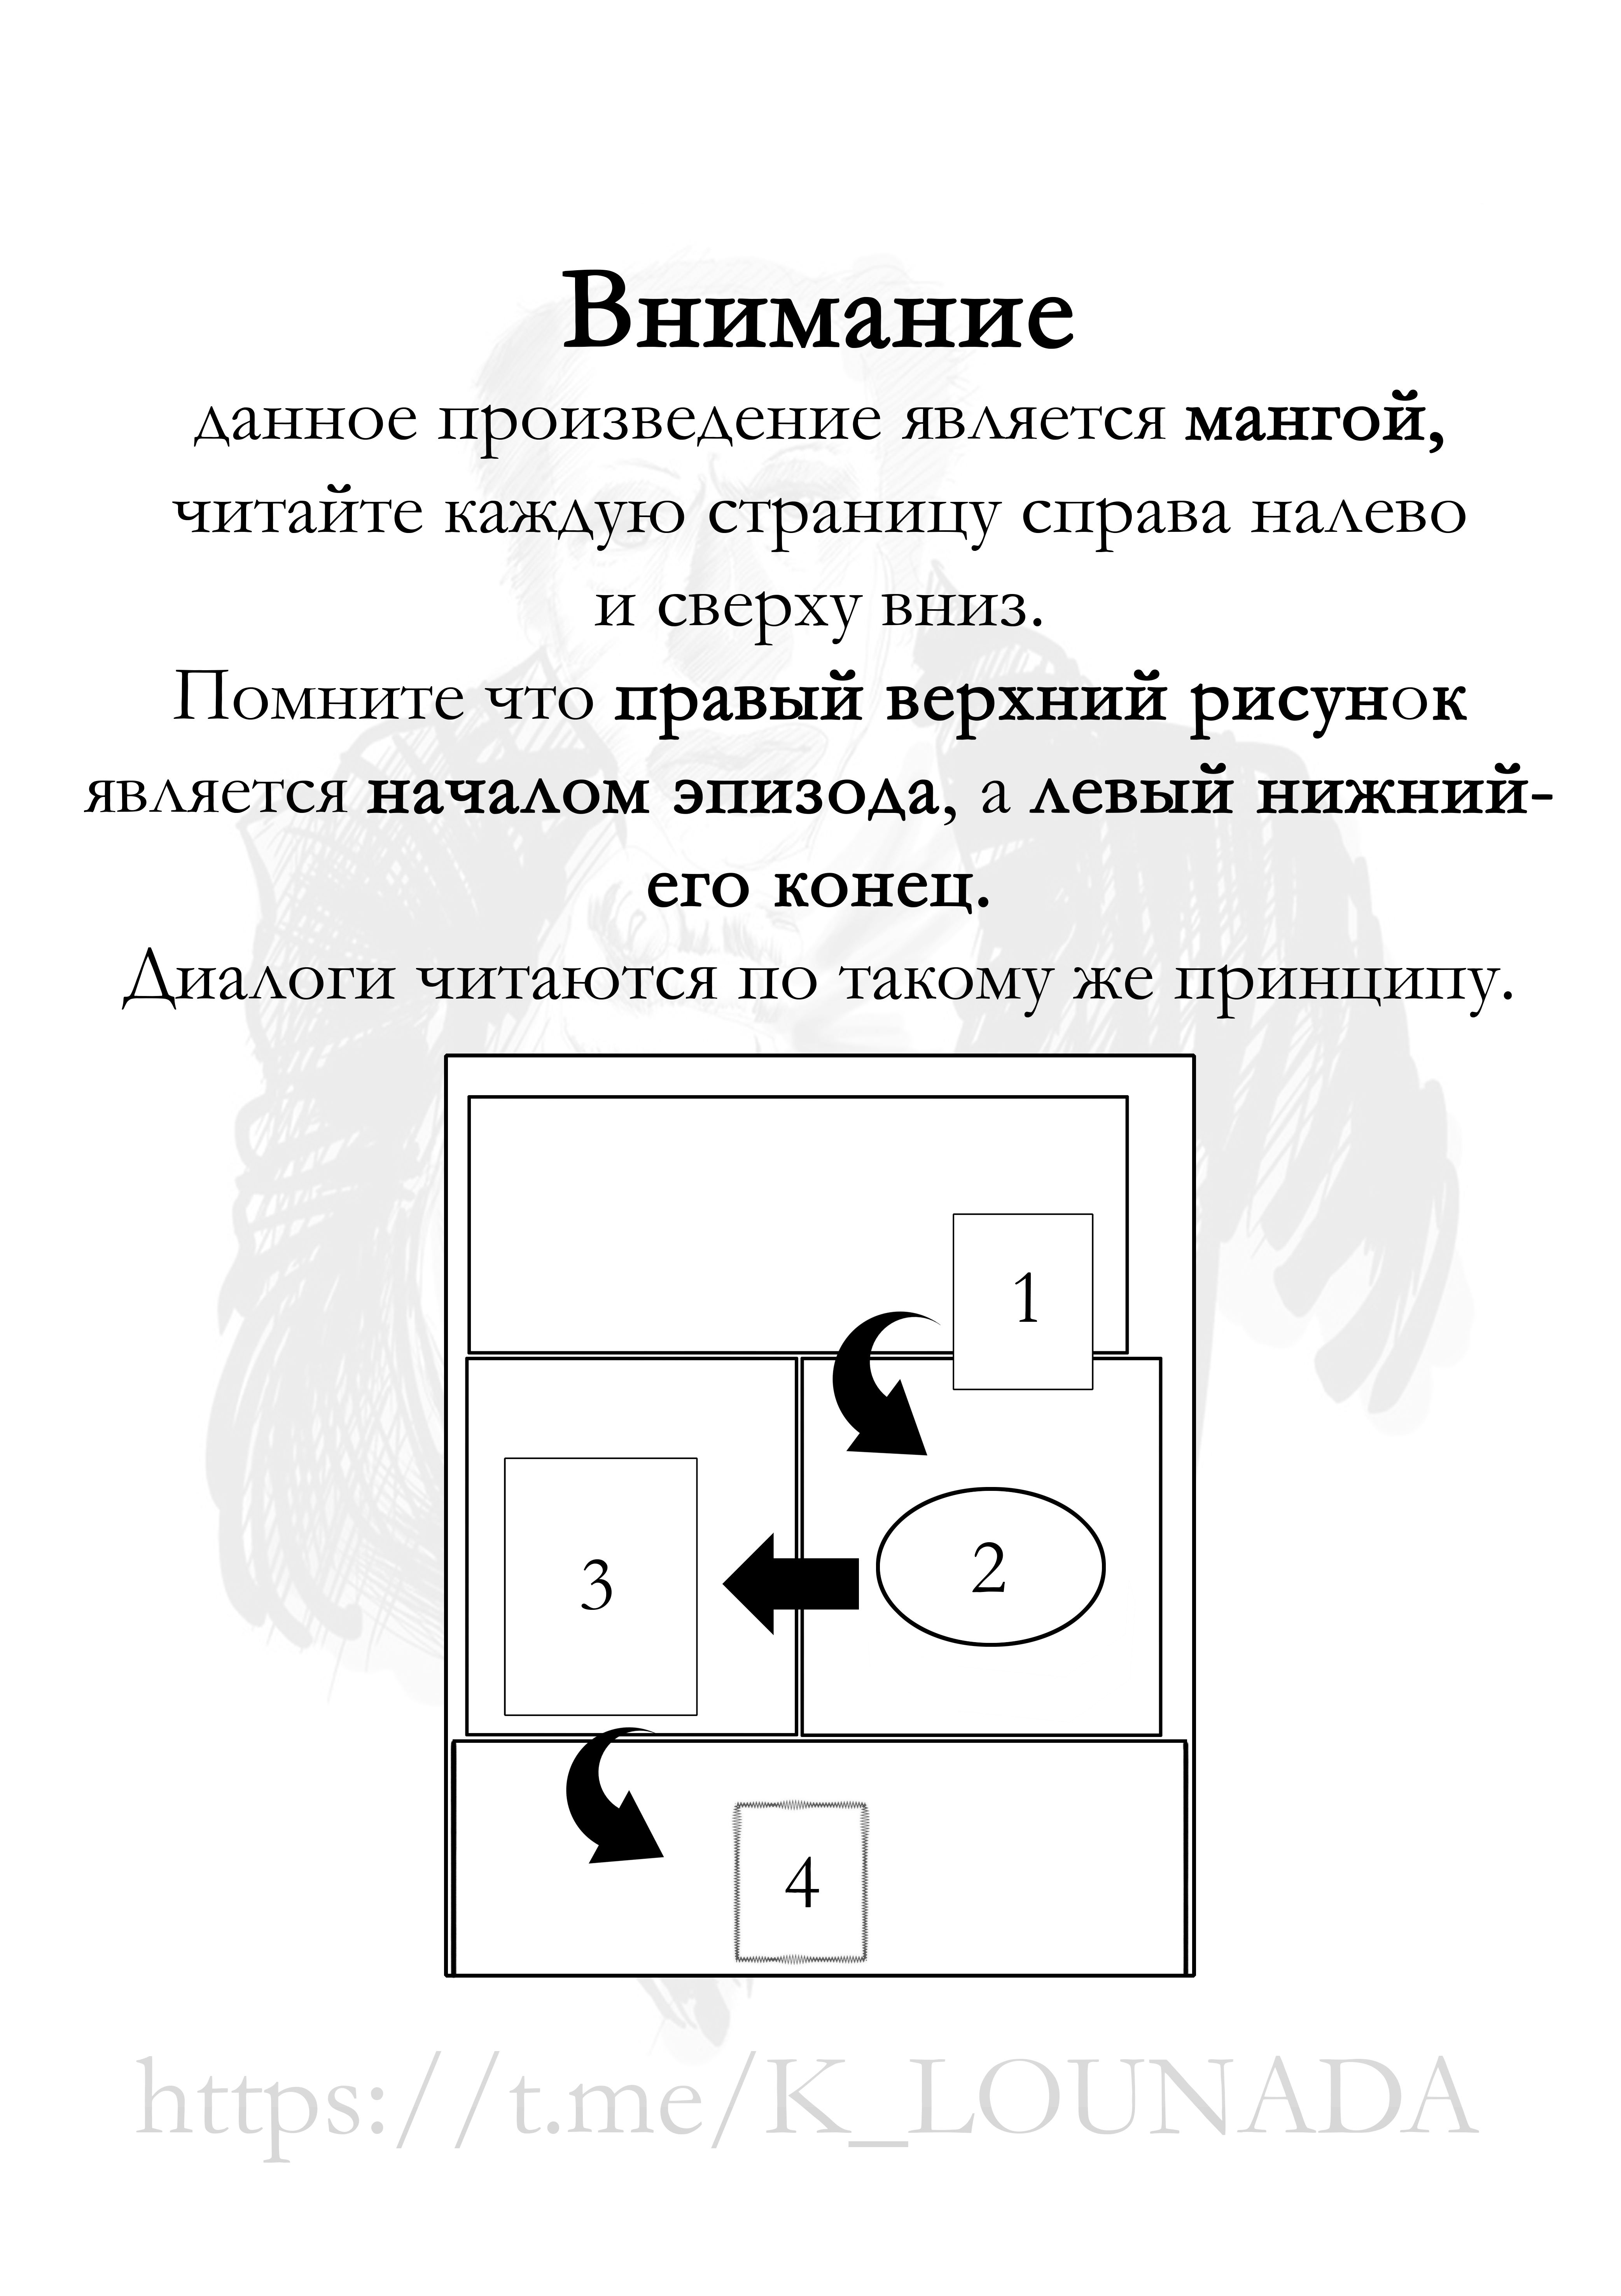 Внимание
данное произведение является мангой,
читайте каждую страницу справа налево
и сверху вниз.
Помните что правый верхний рисунок
является началом эпизода, а левый нижний-
его конец.
Диалоги читаются по такому же принципу.
1
2
3
4
https://t.me/K_LOUNADA